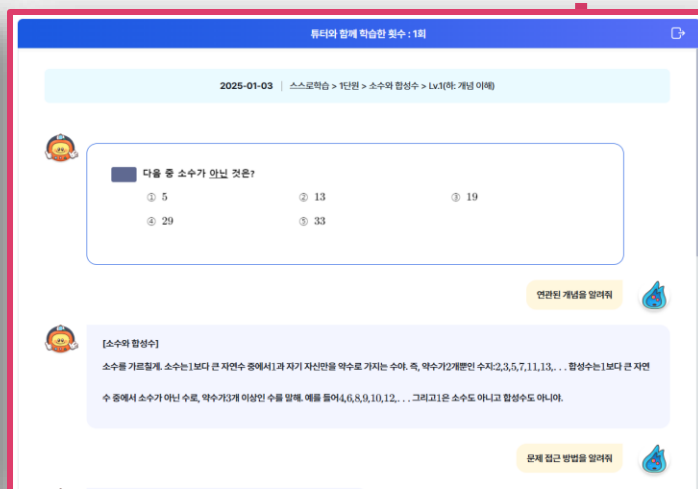 튜터와 함께 학습한 횟수 : 1회
2025-01-03 | 스스로학습 > 1단원 > 소수와 합성수 > Lv.1(하: 개념 이해)
다음 중 소수가 아닌 것은?
① 5 ② 13 ③ 19
④ 29 ⑤ 33
연관된 개념을 알려줘
[소수와 합성수]
소수를 가르칠게. 소수는1보다 큰 자연수 중에서1과 자기 자신만을 약수로 가지는 수야. 즉, 약수가2개뿐인 수지:2,3,5,7,11,13,. . . 합성수는1보다 큰 자연
수 중에서 소수가 아닌 수로, 약수가3개 이상인 수를 말해. 예를 들어4,6,8,9,10,12,. . . 그리고1은 소수도 아니고 합성수도 아니야.
문제 접근 방법을 알려줘